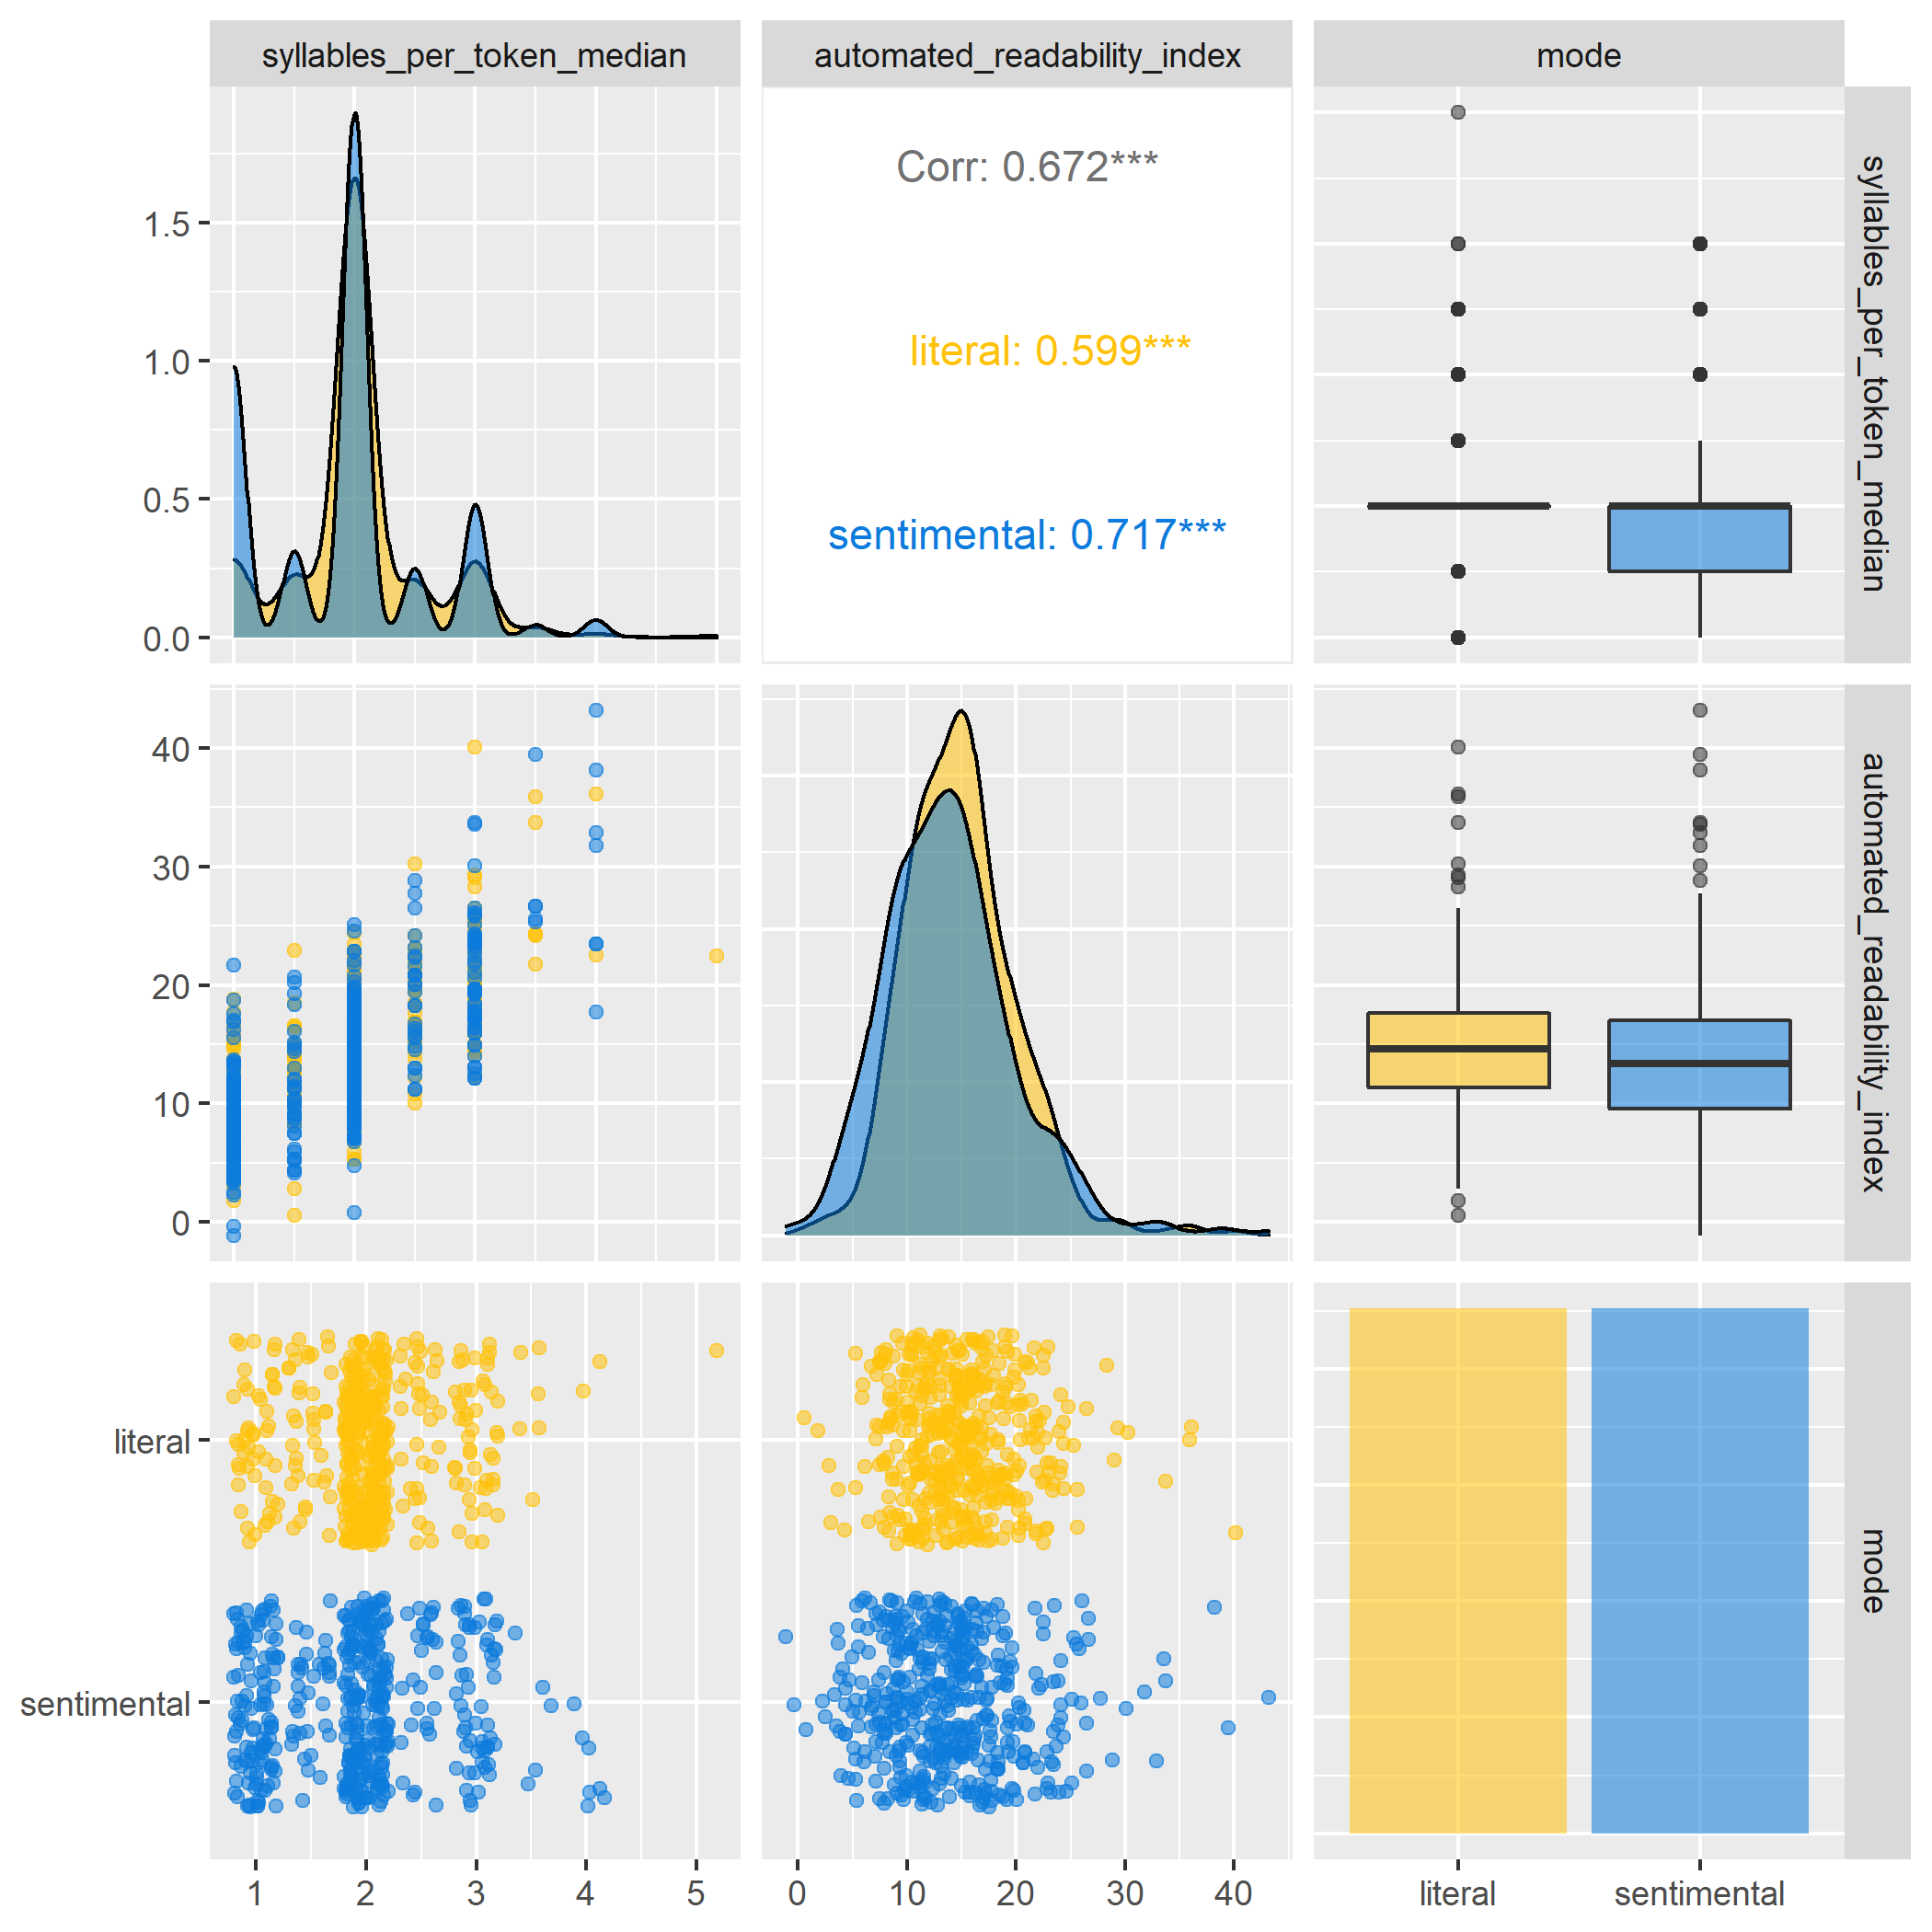 syllables_per_token_median
automated_readability_index
mode
Corr: 0.672***
literal: 0.599***
sentimental: 0.717***
1.5
1.0
0.5
0.0
syllables_per_token_median
40
30
20
10
0
automated_readability_index
literal
sentimental
mode
1 2 3 4 5
0 10 20 30 40
literal sentimental